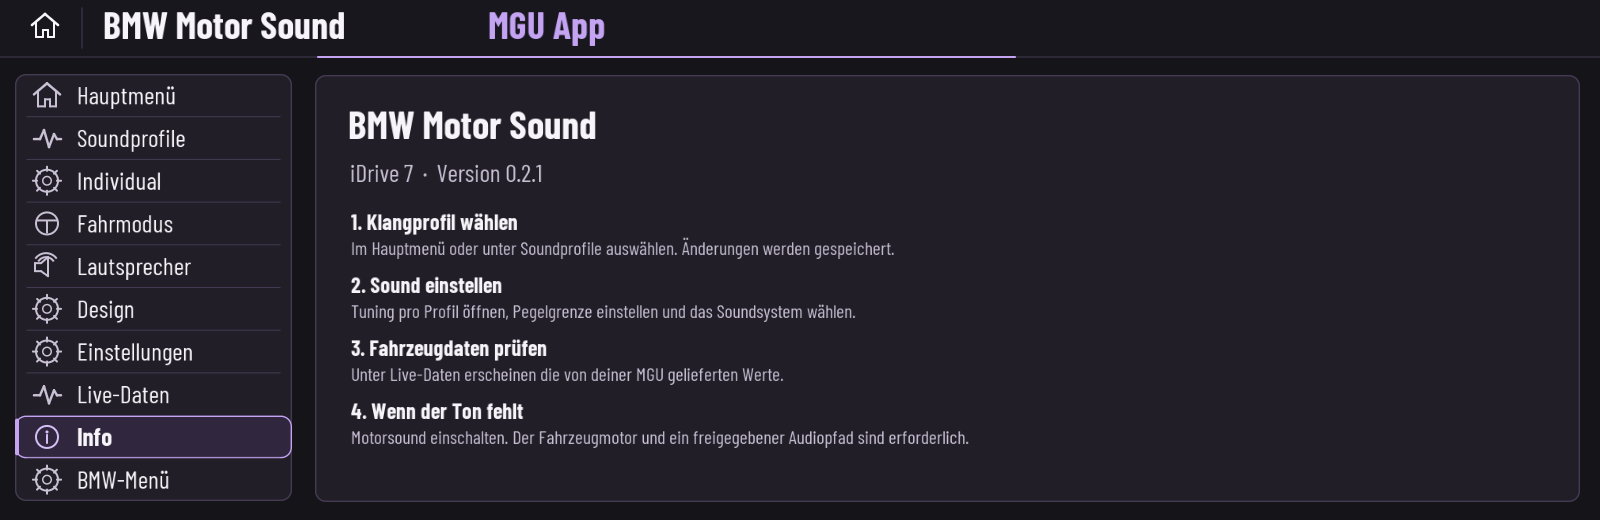 BMW Motor Sound
MGU App
Hauptmenü
Soundprofile
Individual
Fahrmodus
Lautsprecher
Design
Einstellungen
Live-Daten
Info
BMW-Menü
BMW Motor Sound
iDrive 7 · Version 0.2.1
1. Klangprofil wählen
Im Hauptmenü oder unter Soundprofile auswählen. Änderungen werden gespeichert.
2. Sound einstellen
Tuning pro Profil öffnen, Pegelgrenze einstellen und das Soundsystem wählen.
3. Fahrzeugdaten prüfen
Unter Live-Daten erscheinen die von deiner MGU gelieferten Werte.
4. Wenn der Ton fehlt
Motorsound einschalten. Der Fahrzeugmotor und ein freigegebener Audiopfad sind erforderlich.